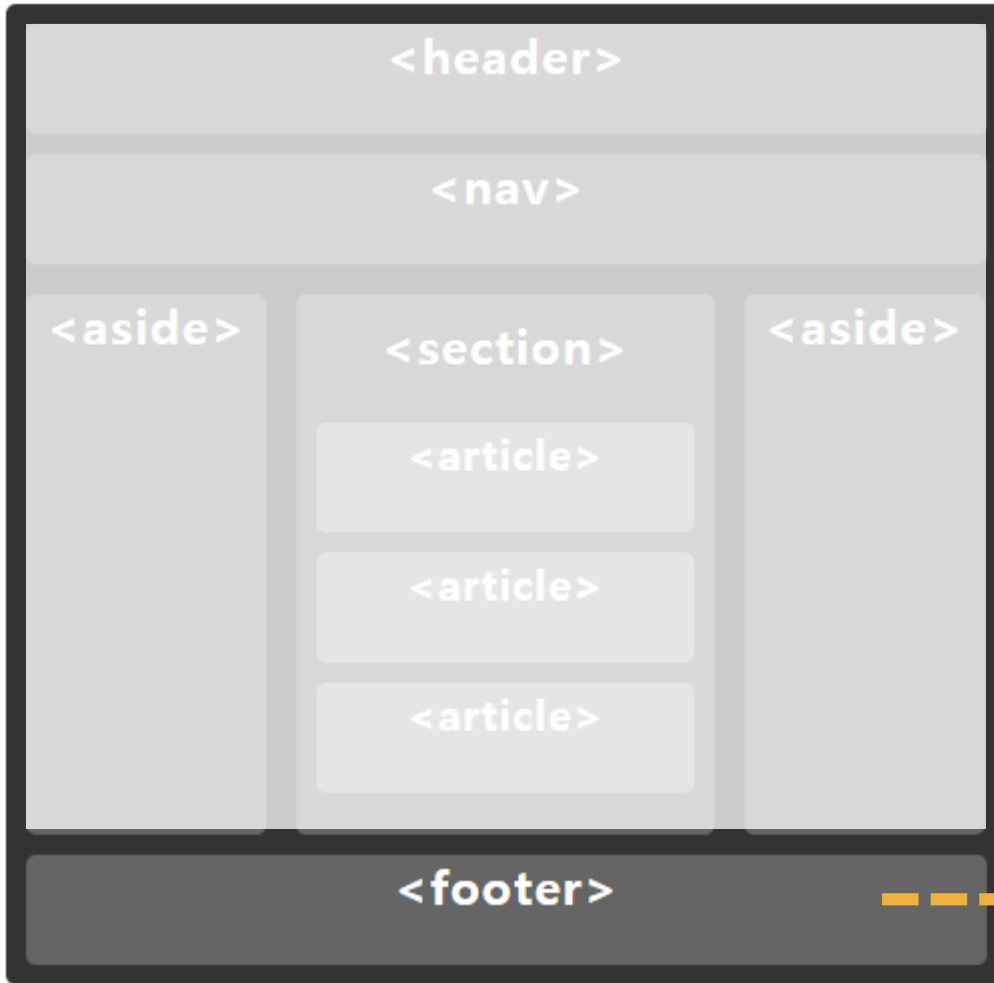 <header>
<nav>
<aside>
<section>
<aside>
<article>
<article>
<article>
<footer>